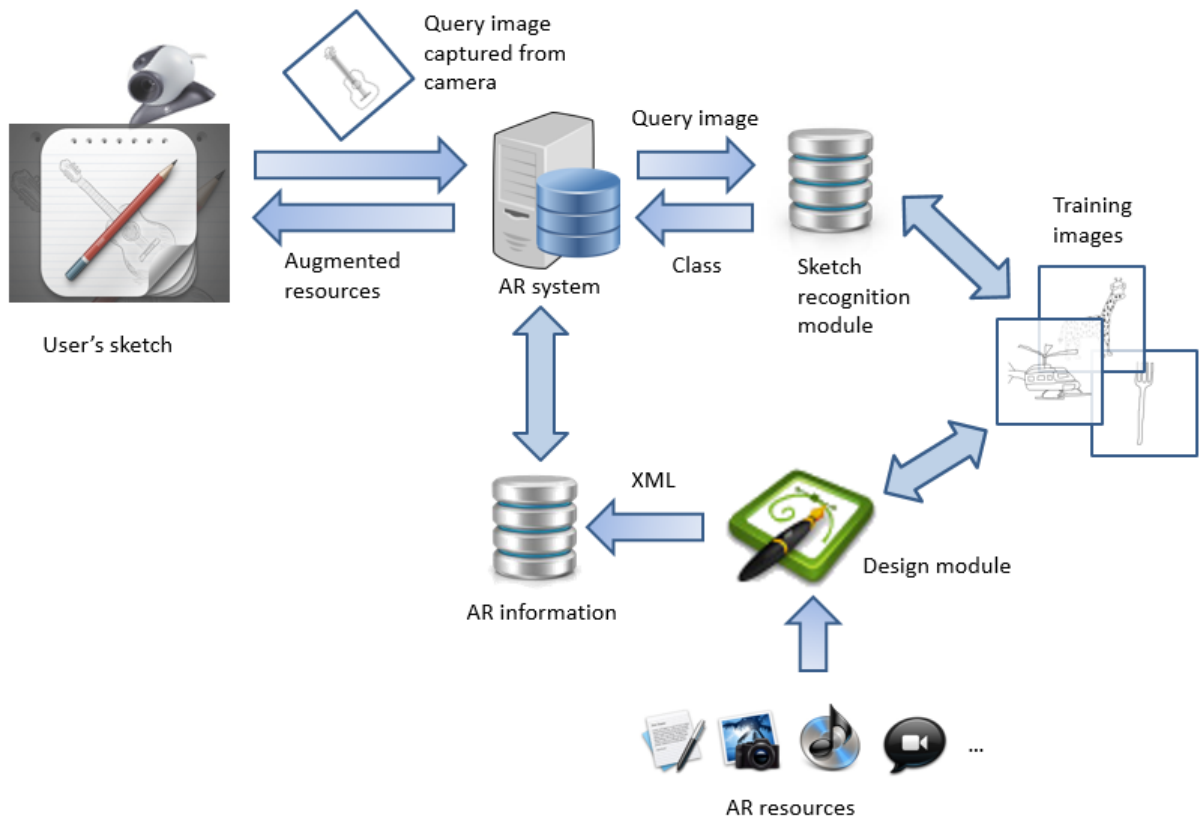 Query image
captured from
camera
Query image
Training
images
Augmented
resources
AR system
Class
Sketch
recognition
module
User's sketch
XML
Design module
AR information
...
AR resources